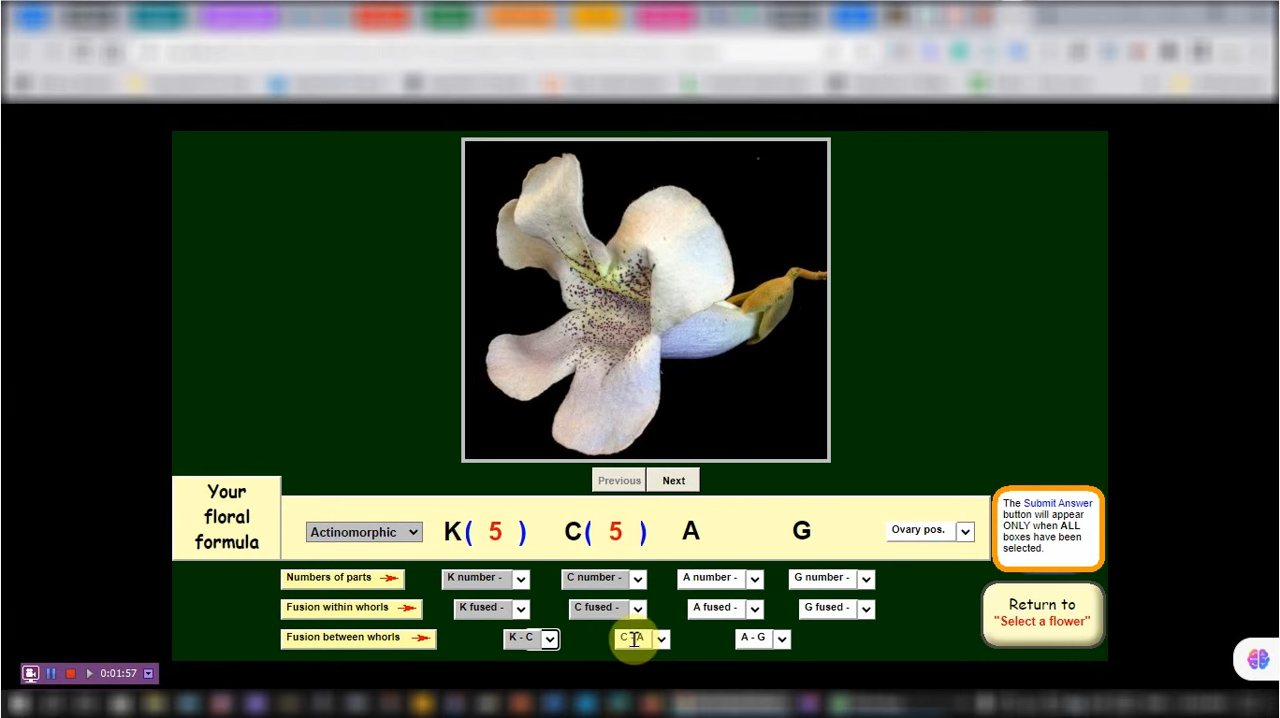 Previous
Next
Your
floral
formula
Actinomorphic
K( 5 )
C( 5 )
A
G
Ovary pos.
The Submit Answer
button will appear
ONLY when ALL
boxes have been
selected.
Numbers of parts
K number -
C number -
A number -
G number -
Fusion within whorls
K fused -
C fused -
A fused -
G fused -
Fusion between whorls
K - C
C - A
A - G
Return to
"Select a flower"
0:01:57